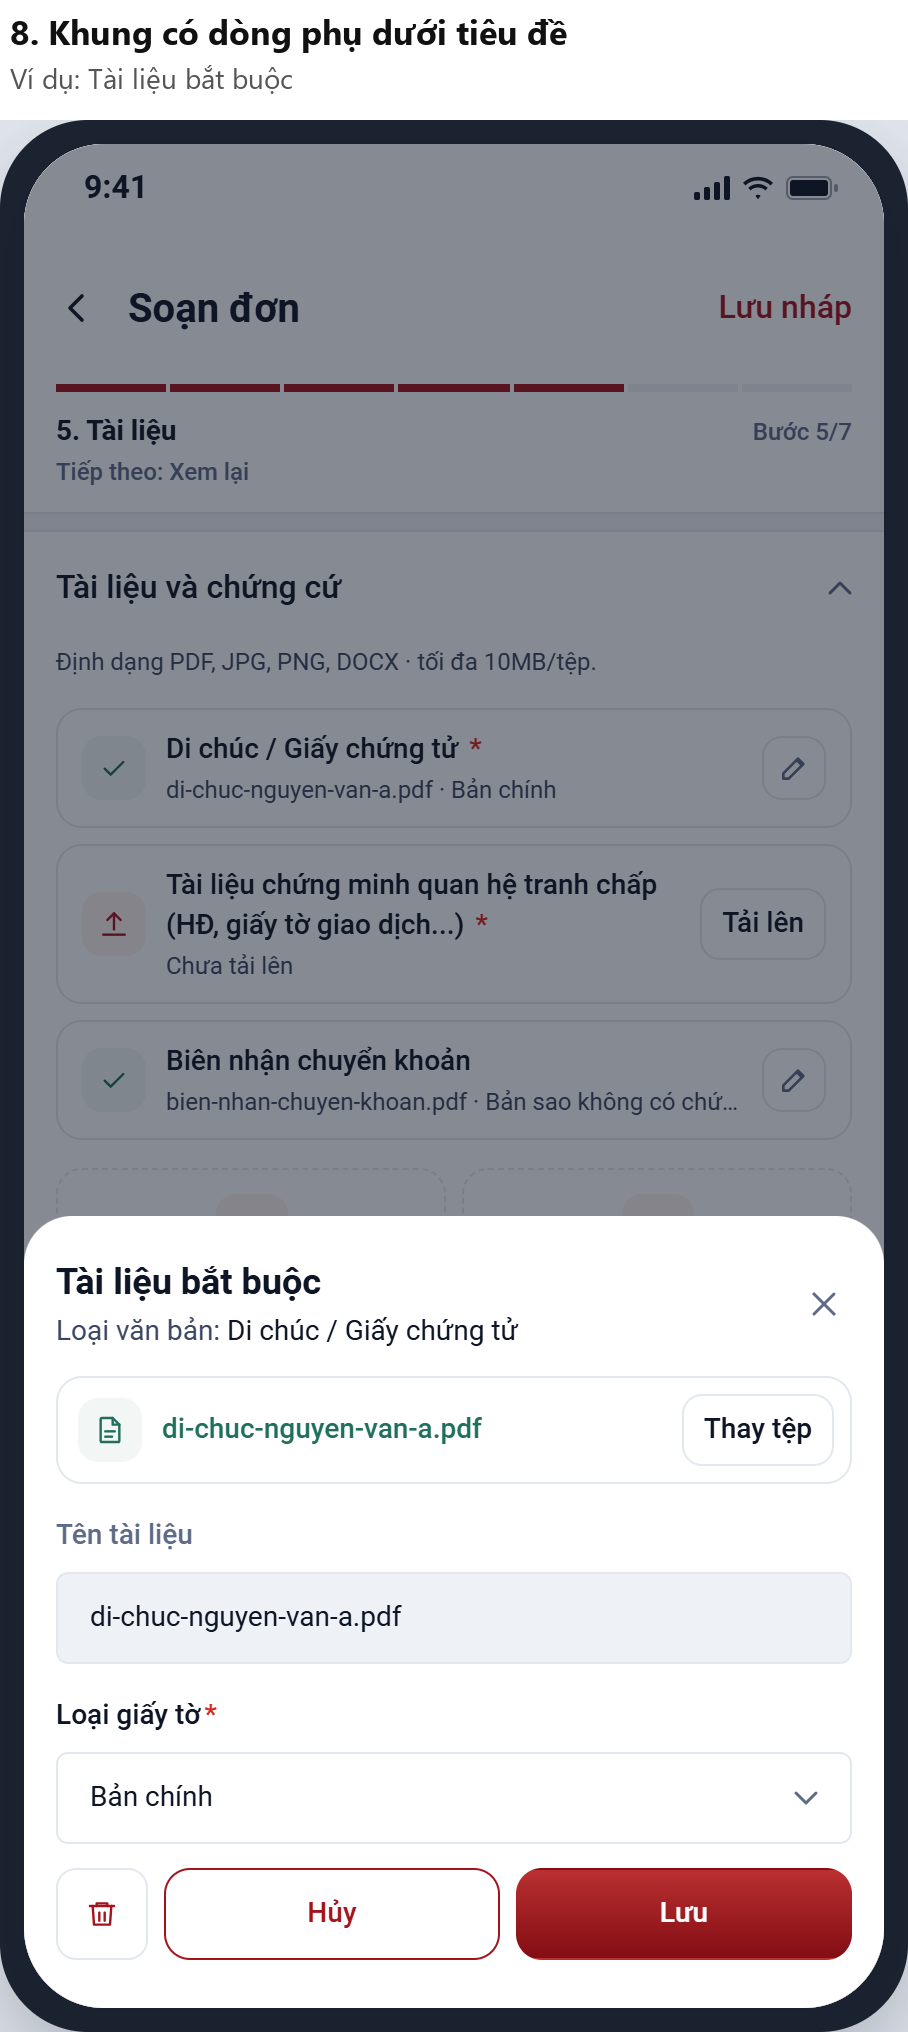 8. Khung có dòng phụ dưới tiêu đề
Ví dụ: Tài liệu bắt buộc
9:41
Soạn đơn
Lưu nháp
5. Tài liệu
Bước 5/7
Tiếp theo: Xem lại
Tài liệu và chứng cứ
Định dạng PDF, JPG, PNG, DOCX · tối đa 10MB/tệp.
Di chúc / Giấy chứng tử *
di-chuc-nguyen-van-a.pdf · Bản chính
Tài liệu chứng minh quan hệ tranh chấp
(HĐ, giấy tờ giao dịch...) *
Tải lên
Chưa tải lên
Biên nhận chuyển khoản
bien-nhan-chuyen-khoan.pdf · Bản sao không có chứ...
Tài liệu bắt buộc
Loại văn bản: Di chúc / Giấy chứng tử
di-chuc-nguyen-van-a.pdf
Thay tệp
Tên tài liệu
di-chuc-nguyen-van-a.pdf
Loại giấy tờ *
Bản chính
Hủy
Lưu